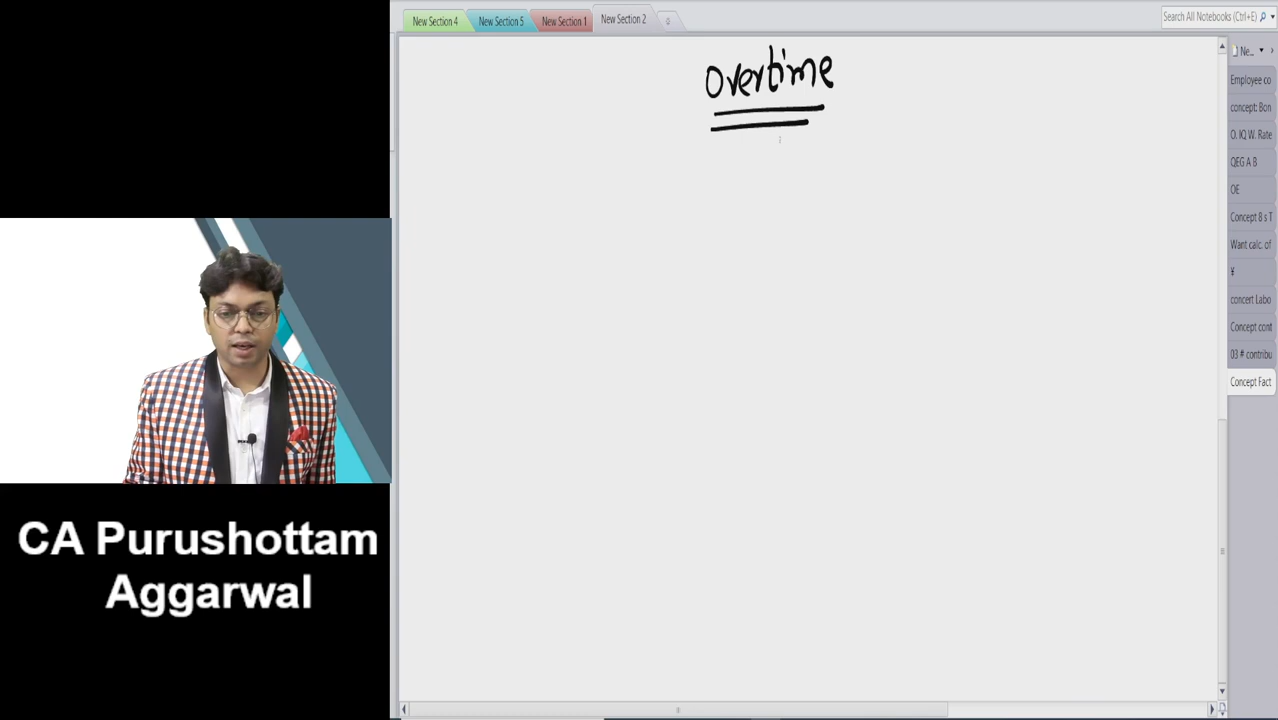 New Section 4
New Section 5
New Section 1
New Section 2
Search All Notebooks (Ctrl+E)
Ne...
Overtime
Employee co
concept: Bon
O. IQ W. Rate
QEG A B
OE
Concept 8 s T
Want calc. of
¥
concert Labo
Concept cont
03 # contribu
Concept Fact
CA Purushottam
Aggarwal